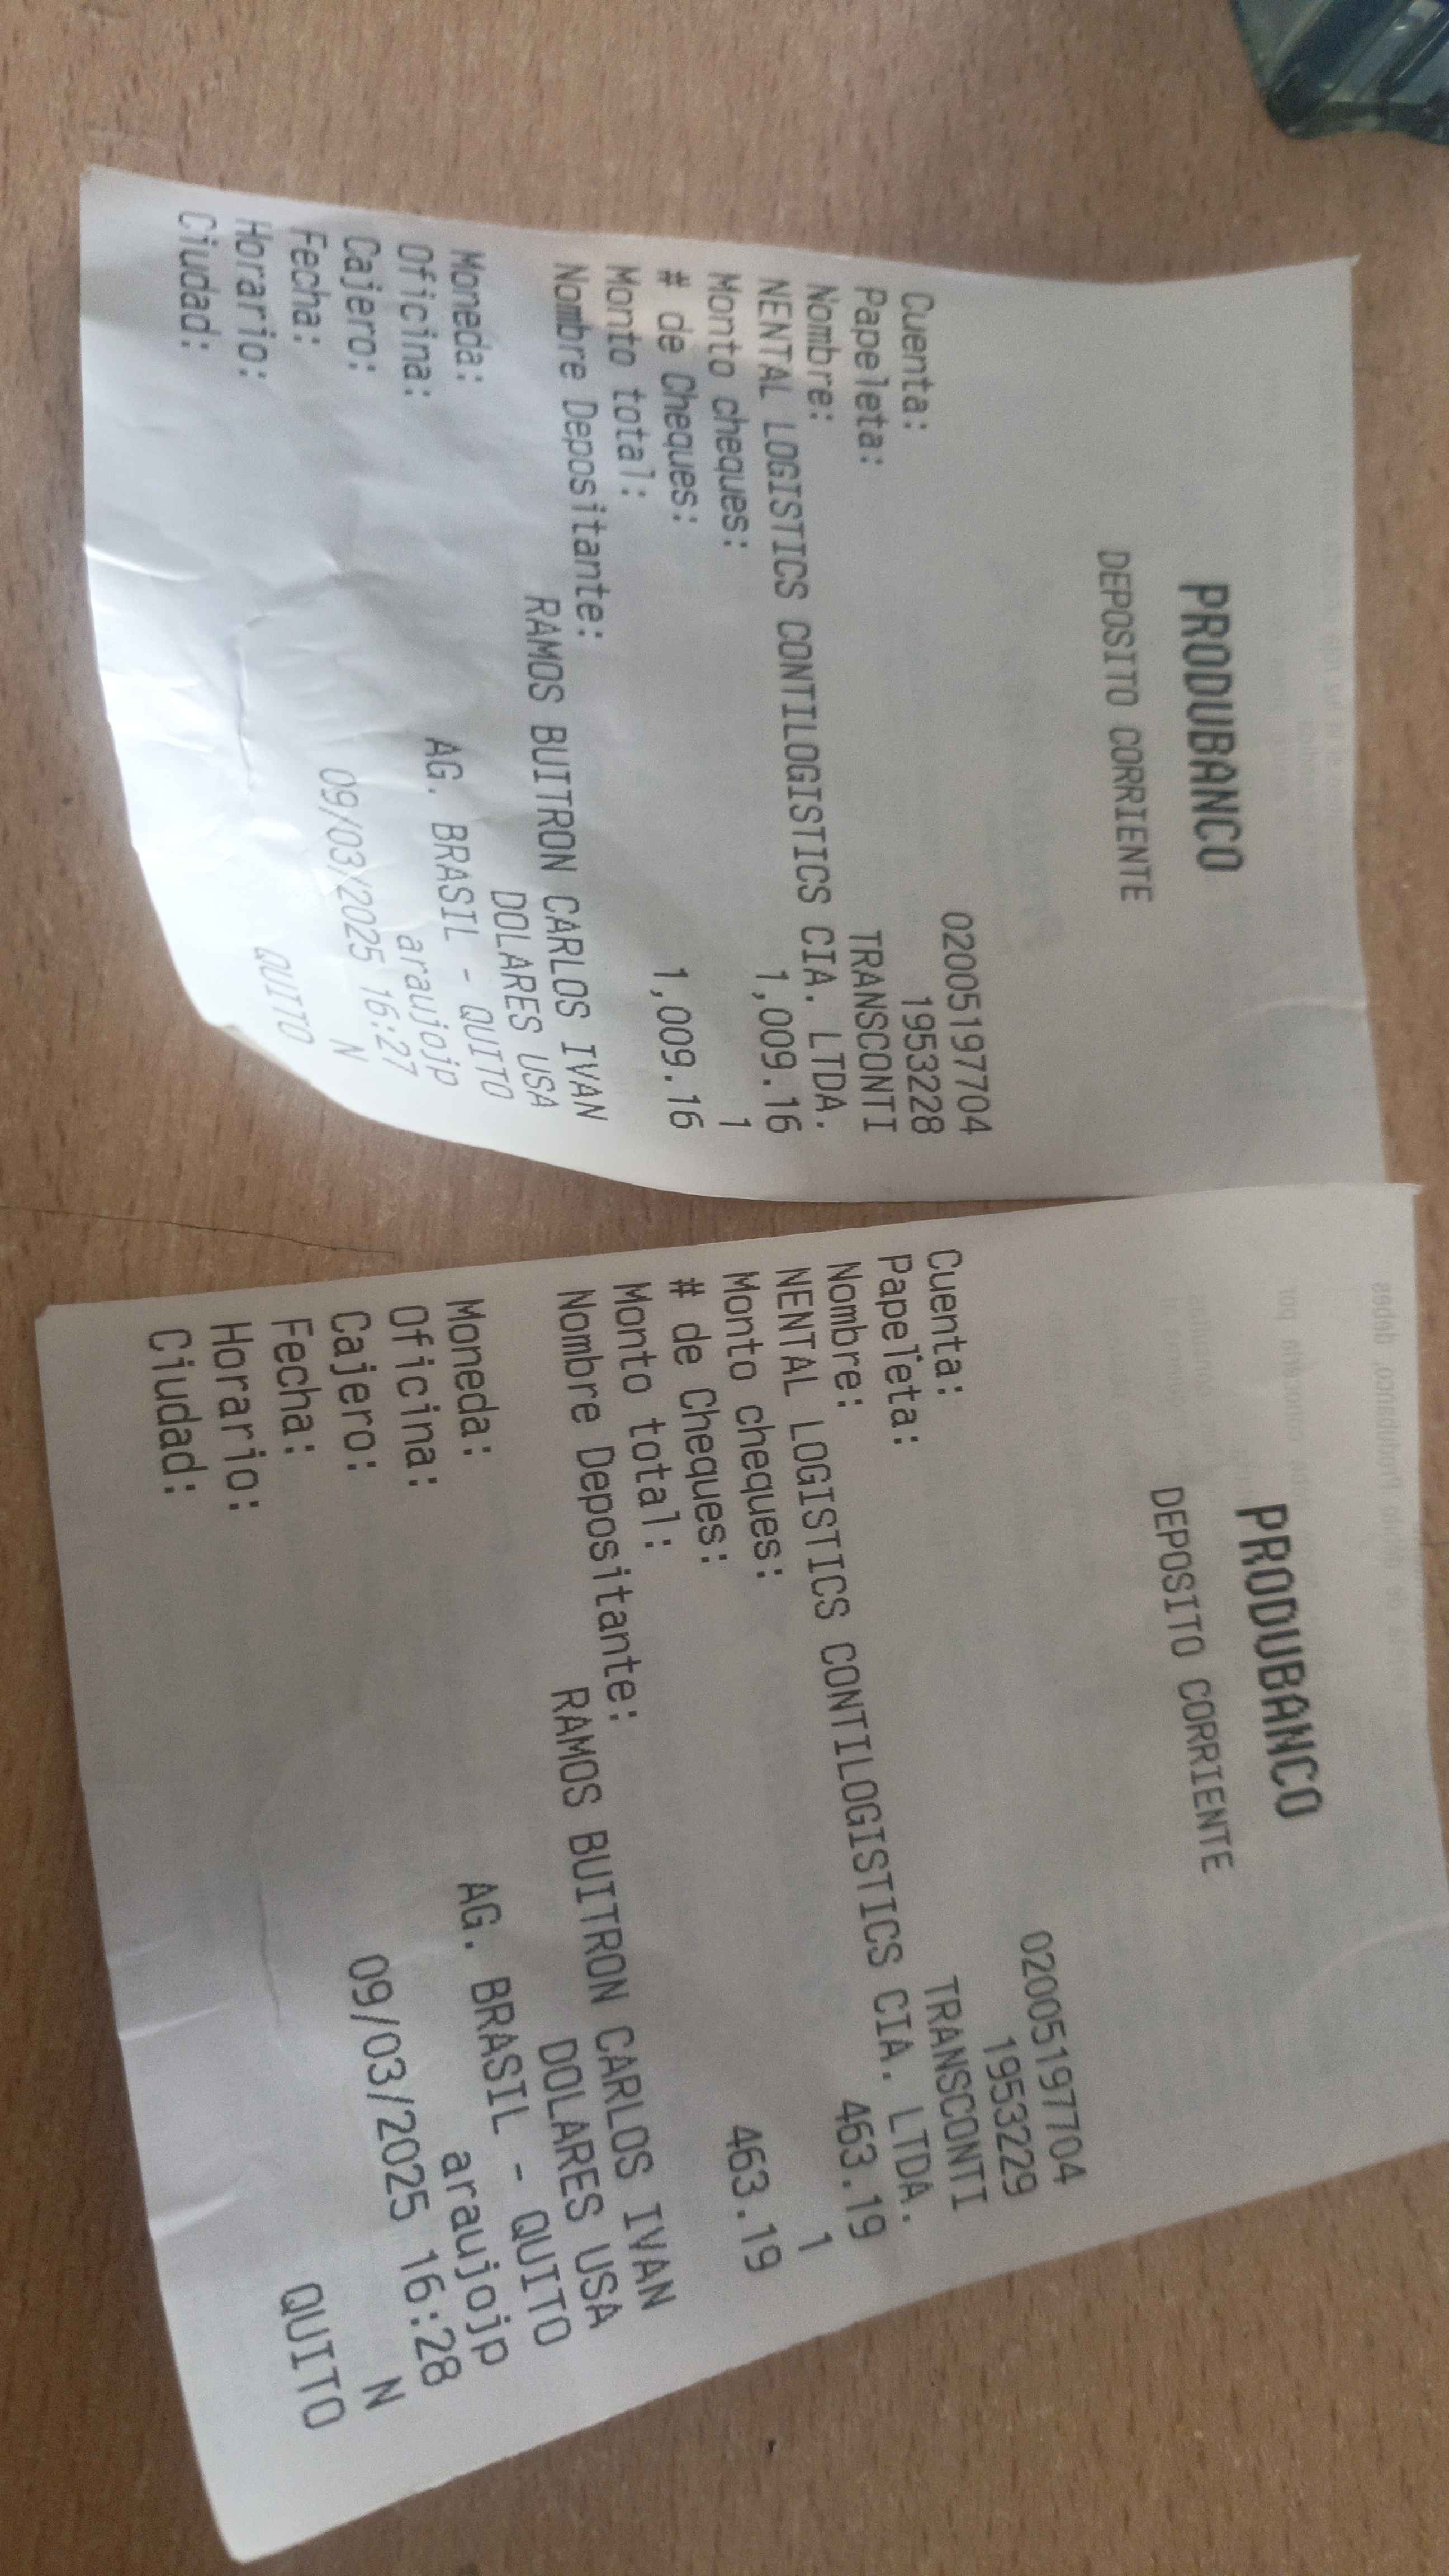 PRODUBANCO
DEPOSITO CORRIENTE
Cuenta: 02005197704
Papeleta: 1953228
Nombre: TRANSCONTI
NENTAL LOGISTICS CONTILOGISTICS CIA. LTDA.
Monto cheques: 1,009.16
# de Cheques: 1
Monto total: 1,009.16
Nombre Depositante:
RAMOS BUITRON CARLOS IVAN
Moneda: DOLARES USA
Oficina: AG. BRASIL - QUITO
Cajero: araujojp
Fecha: 09/03/2025 16:27
Horario: N
Ciudad: QUITO
PRODUBANCO
DEPOSITO CORRIENTE
Cuenta: 02005197704
Papeleta: 1953229
Nombre: TRANSCONTI
NENTAL LOGISTICS CONTILOGISTICS CIA. LTDA.
Monto cheques: 463.19
# de Cheques: 1
Monto total: 463.19
Nombre Depositante:
RAMOS BUITRON CARLOS IVAN
Moneda: DOLARES USA
Oficina: AG. BRASIL - QUITO
Cajero: araujojp
Fecha: 09/03/2025 16:28
Horario: N
Ciudad: QUITO